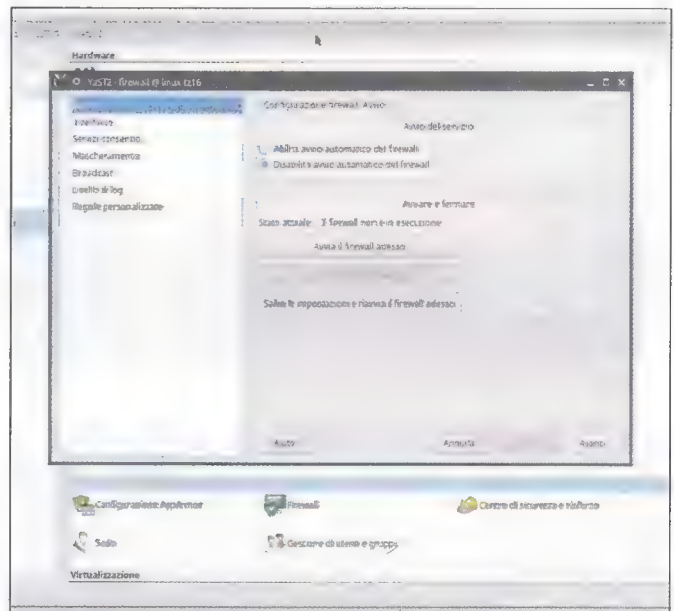 Hardware
YaST2 - firewall @ linux-tz16
Configurazione firewall: Avvio
Interfacce
Servizi consentiti
Mascheramento
Broadcast
Livello di log
Regole personalizzate
Avvio del servizio
Abilita avvio automatico del firewall
Disabilita avvio automatico del firewall
Avviare e fermare
Stato attuale: Il firewall non è in esecuzione
Avvia il firewall adesso
Salva le impostazioni e riavvia il firewall adesso
Aiuto
Annulla
Avanti
Configurazione AppArmor
Firewall
Centro di sicurezza e rinforzo
Sudo
Gestione di utenti e gruppi
Virtualizzazione